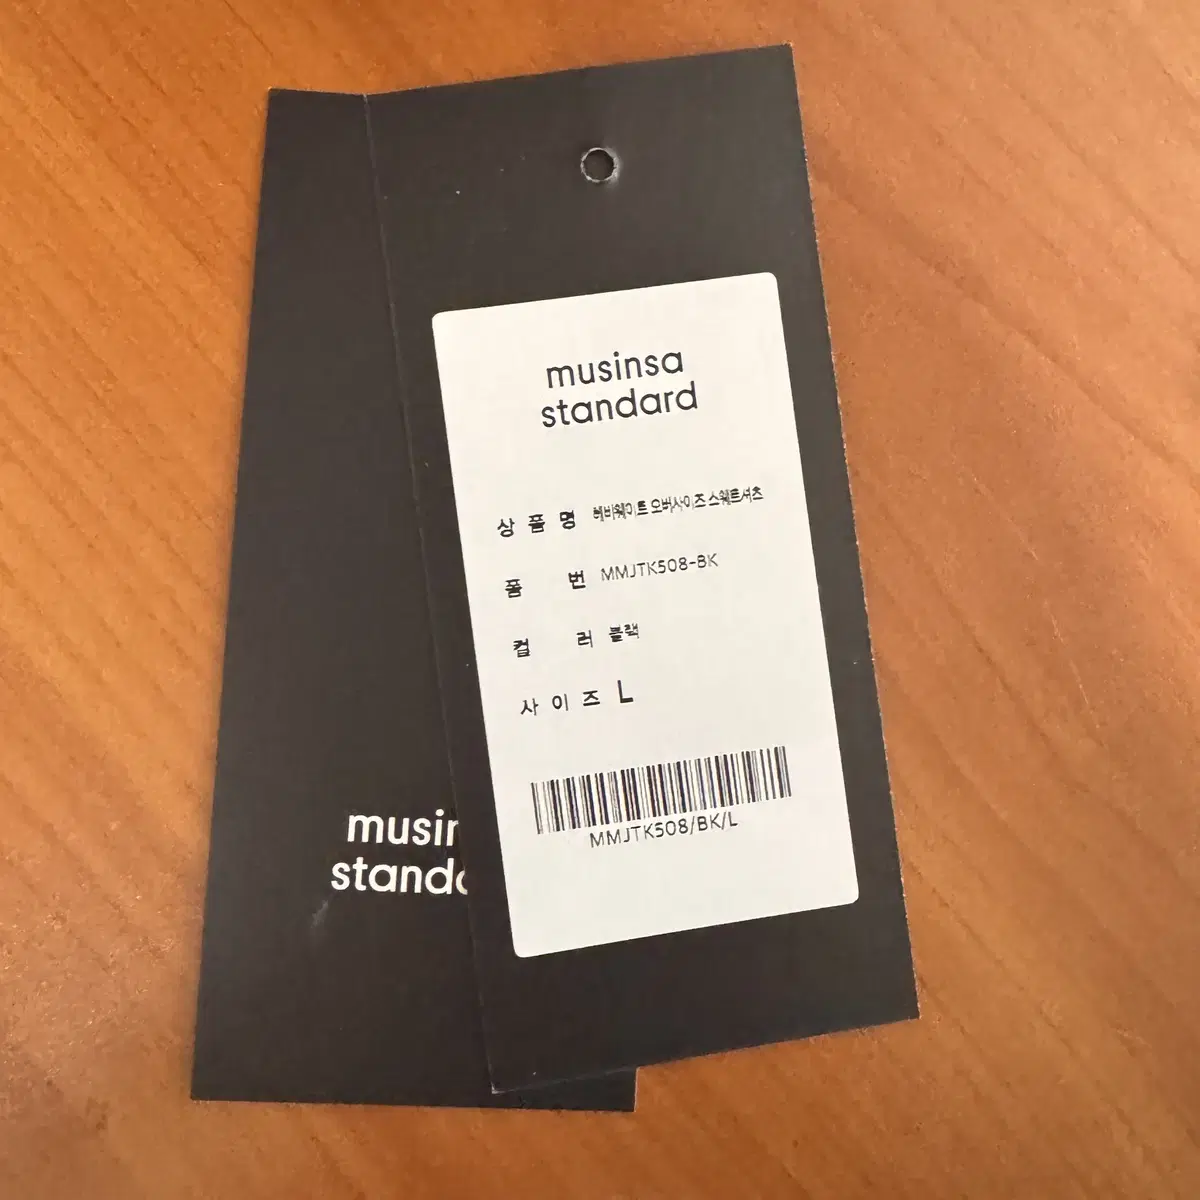 musinsa
standard
상품명 헤비웨이트 오버사이즈 스웨트셔츠
품번 MMJTK508-BK
컬러 블랙
사이즈 L
MMJTK508/BK/L
musin
standa